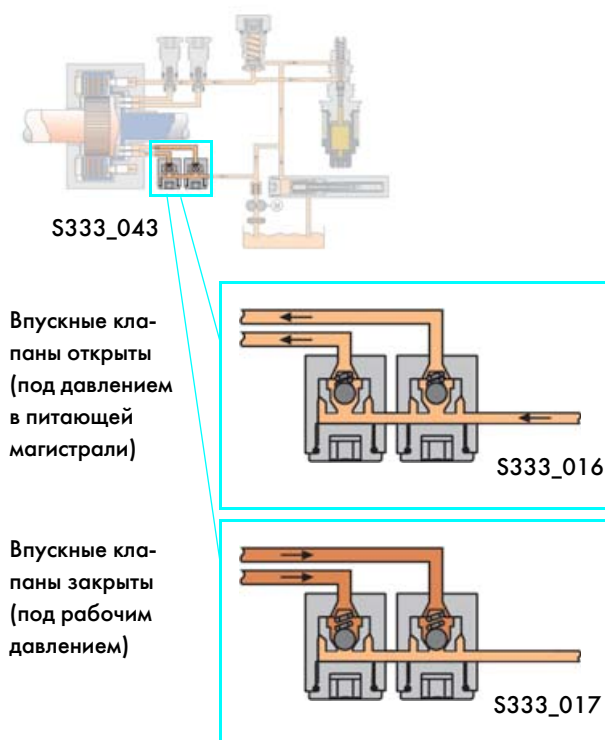 S333_043
Впускные кла-
паны открыты
(под давлением
в питающей
магистрали)
S333_016
Впускные кла-
паны закрыты
(под рабочим
давлением)
S333_017